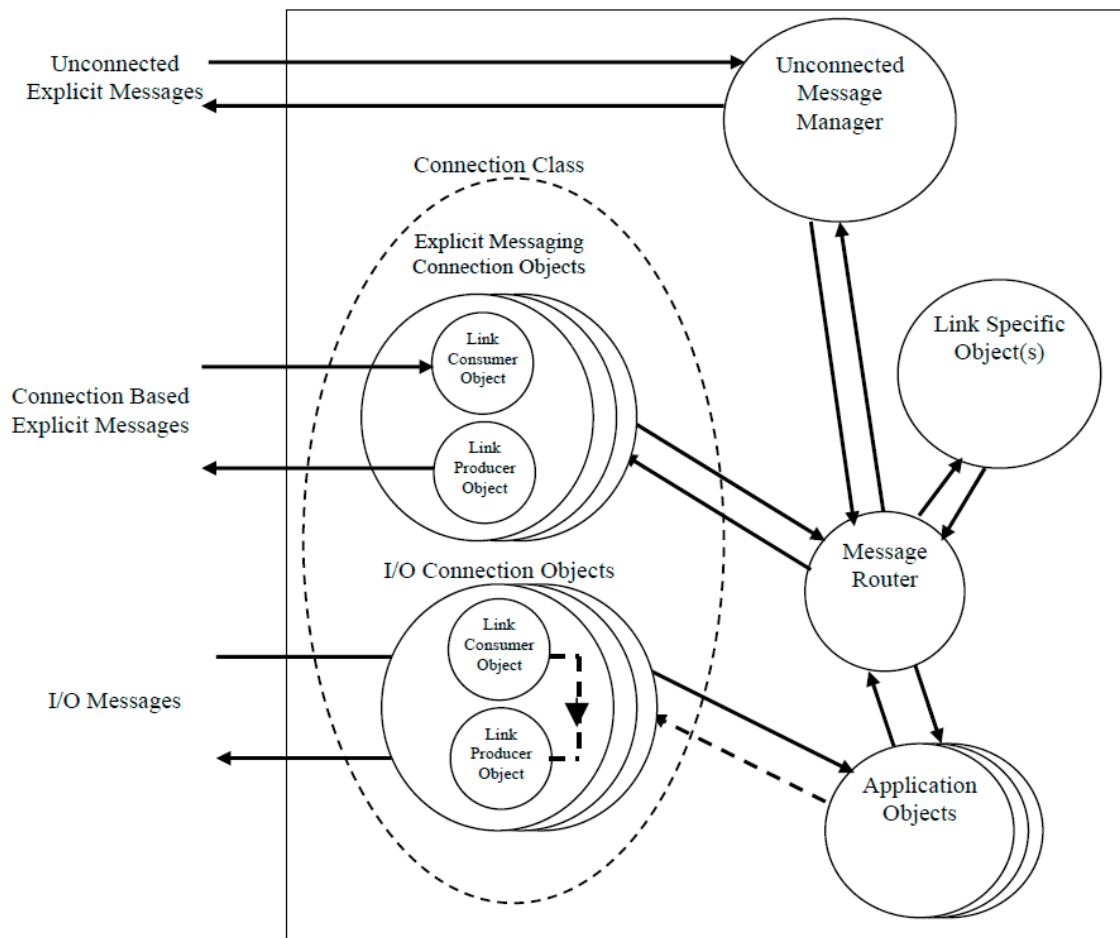 Unconnected
Explicit Messages
Unconnected
Message
Manager
Connection Class
Explicit Messaging
Connection Objects
Link
Consumer
Object
Link
Producer
Object
Connection Based
Explicit Messages
Link Specific
Object(s)
Message
Router
I/O Connection Objects
Link
Consumer
Object
Link
Producer
Object
I/O Messages
Application
Objects